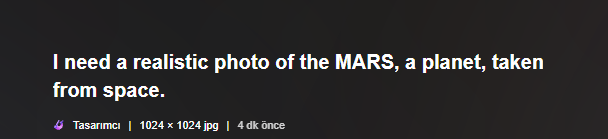 I need a realistic photo of the MARS, a planet, taken
from space.
Tasarımcı | 1024 × 1024 jpg | 4 dk önce